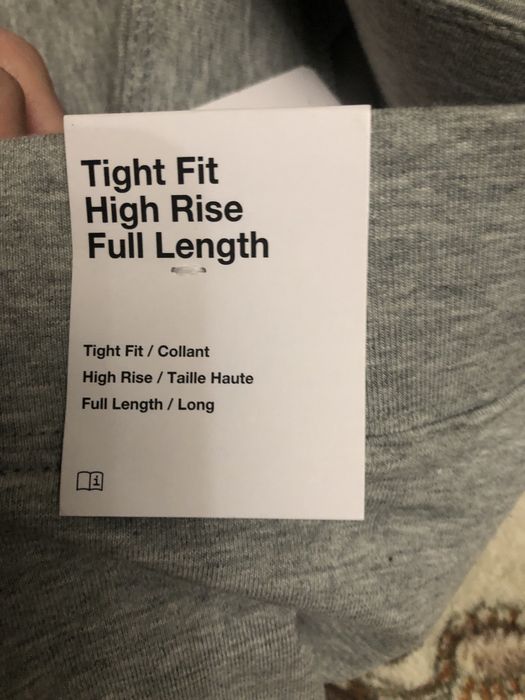 Tight Fit
High Rise
Full Length
Tight Fit / Collant
High Rise / Taille Haute
Full Length / Long
i